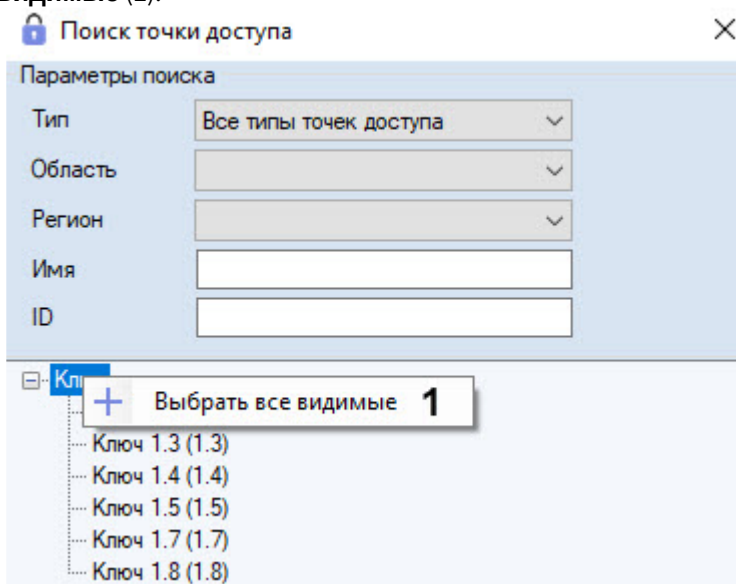 Поиск точки доступа
Параметры поиска
Тип Все типы точек доступа
Область
Регион
Имя
ID
Выбрать все видимые 1
Ключ 1.3 (1.3)
Ключ 1.4 (1.4)
Ключ 1.5 (1.5)
Ключ 1.7 (1.7)
Ключ 1.8 (1.8)